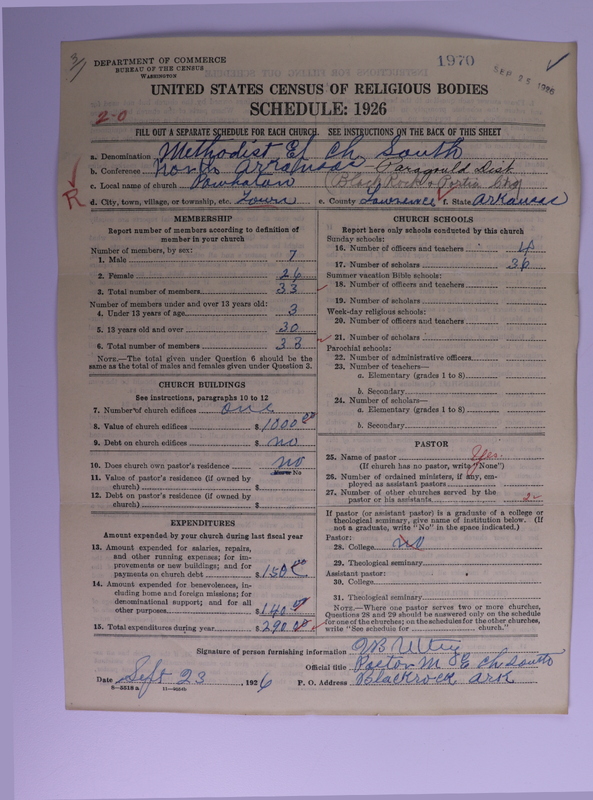 3/
DEPARTMENT OF COMMERCE
BUREAU OF THE CENSUS
WASHINGTON
1970
SEP 25 1926
UNITED STATES CENSUS OF RELIGIOUS BODIES
SCHEDULE: 1926
2-0
FILL OUT A SEPARATE SCHEDULE FOR EACH CHURCH. SEE INSTRUCTIONS ON THE BACK OF THIS SHEET
a. Denomination Methodist E Ch South
b. Conference North Arkansas Paragould Dist
c. Local name of church Powhatan (Black Rock & Portia Chg
R
d. City, town, village, or township, etc. Town e. County Lawrence f. State Arkansas
MEMBERSHIP
Report number of members according to definition of
member in your church
Number of members, by sex:
1. Male 7
2. Female 26
3. Total number of members 33
Number of members under and over 13 years old:
4. Under 13 years of age 3
5. 13 years old and over 30
6. Total number of members 33
NOTE.—The total given under Question 6 should be the
same as the total of males and females given under Question 3.
CHURCH BUILDINGS
See instructions, paragraphs 10 to 12
7. Number of church edifices one
8. Value of church edifices $1000 00
9. Debt on church edifices $ no
10. Does church own pastor's residence no
Yes or No
11. Value of pastor's residence (if owned by
church) $
12. Debt on pastor's residence (if owned by
church) $
EXPENDITURES
Amount expended by your church during last fiscal year
13. Amount expended for salaries, repairs,
and other running expenses; for im-
provements or new buildings; and for
payments on church debt $150 00
14. Amount expended for benevolences, in-
cluding home and foreign missions; for
denominational support; and for all
other purposes 140 00
15. Total expenditures during year $290 00
CHURCH SCHOOLS
Report here only schools conducted by this church
Sunday schools:
16. Number of officers and teachers 4
17. Number of scholars 36
Summer vacation Bible schools:
18. Number of officers and teachers
19. Number of scholars
Week-day religious schools:
20. Number of officers and teachers
21. Number of scholars
Parochial schools:
22. Number of administrative officers
23. Number of teachers—
a. Elementary (grades 1 to 8)
b. Secondary
24. Number of scholars—
a. Elementary (grades 1 to 8)
b. Secondary
PASTOR
25. Name of pastor Yes.
(If church has no pastor, write "None")
26. Number of ordained ministers, if any, em-
ployed as assistant pastors
27. Number of other churches served by the
pastor or his assistants 2
If pastor (or assistant pastor) is a graduate of a college or
theological seminary, give name of institution below. (If
not a graduate, write "No" in the space indicated.)
Pastor:
28. College no
29. Theological seminary
Assistant pastor:
30. College
31. Theological seminary
NOTE.—Where one pastor serves two or more churches,
Questions 28 and 29 should be answered only on the schedule
for one of the churches; on the schedules for the other churches,
write "See schedule for church."
Signature of person furnishing information
Official title Pastor M E Ch South
Date Sept 23, 1926 P. O. Address Blackrock Ark
8—5518 a